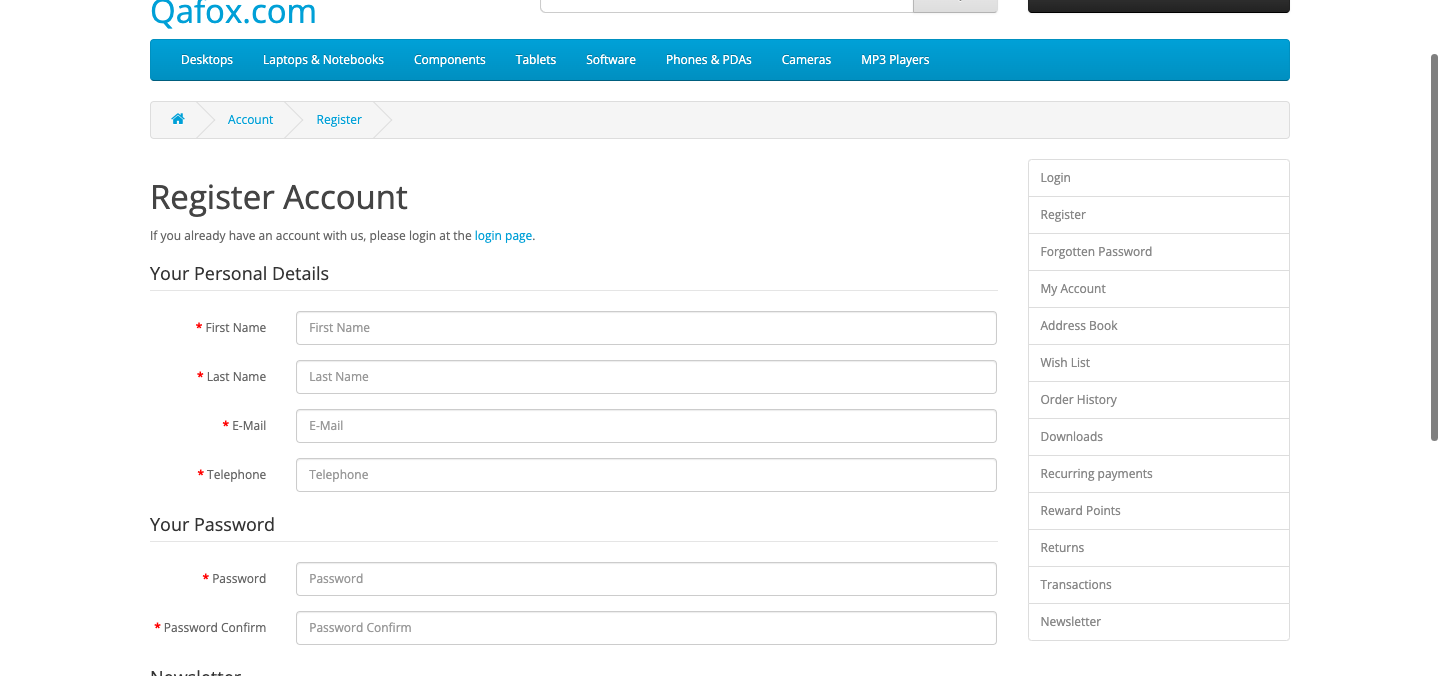 Qafox.com
Desktops Laptops & Notebooks Components Tablets Software Phones & PDAs Cameras MP3 Players
Account Register
Register Account
If you already have an account with us, please login at the login page.
Your Personal Details
* First Name First Name
* Last Name Last Name
* E-Mail E-Mail
* Telephone Telephone
Your Password
* Password Password
* Password Confirm Password Confirm
Newsletter
Login
Register
Forgotten Password
My Account
Address Book
Wish List
Order History
Downloads
Recurring payments
Reward Points
Returns
Transactions
Newsletter